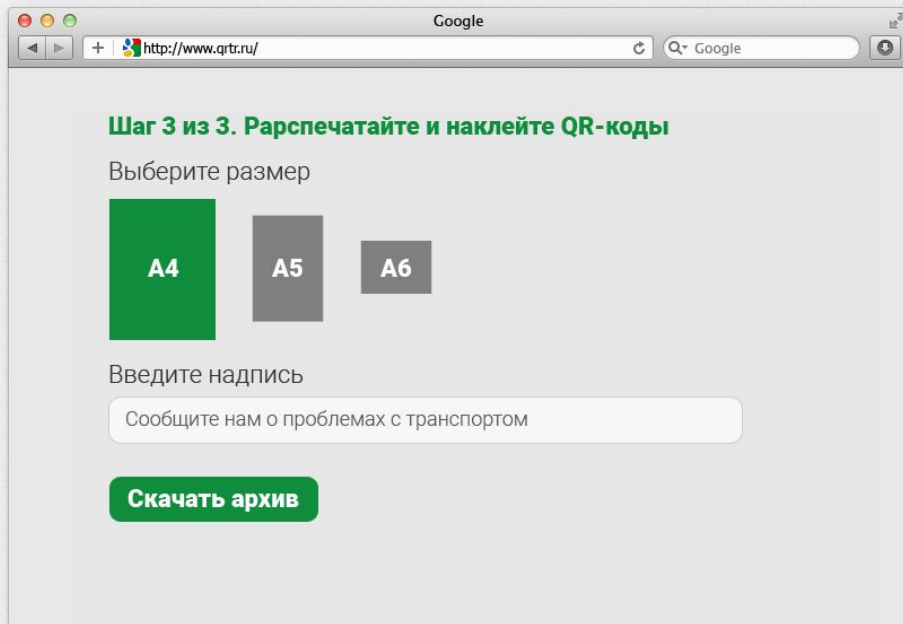 Google
http://www.qrtr.ru/
Google
Шаг 3 из 3. Рарспечатайте и наклейте QR-коды
Выберите размер
A4 A5 A6
Введите надпись
Сообщите нам о проблемах с транспортом
Скачать архив